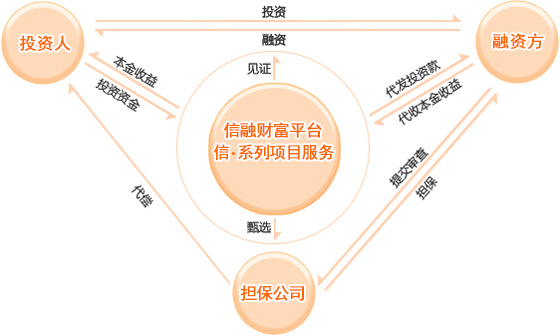 投资
投资人
融资
融资方
见证
本金收益
投资资金
代发投资款
代收本金收益
信融财富平台
信·系列项目服务
提交审查
担保
代偿
甄选
担保公司